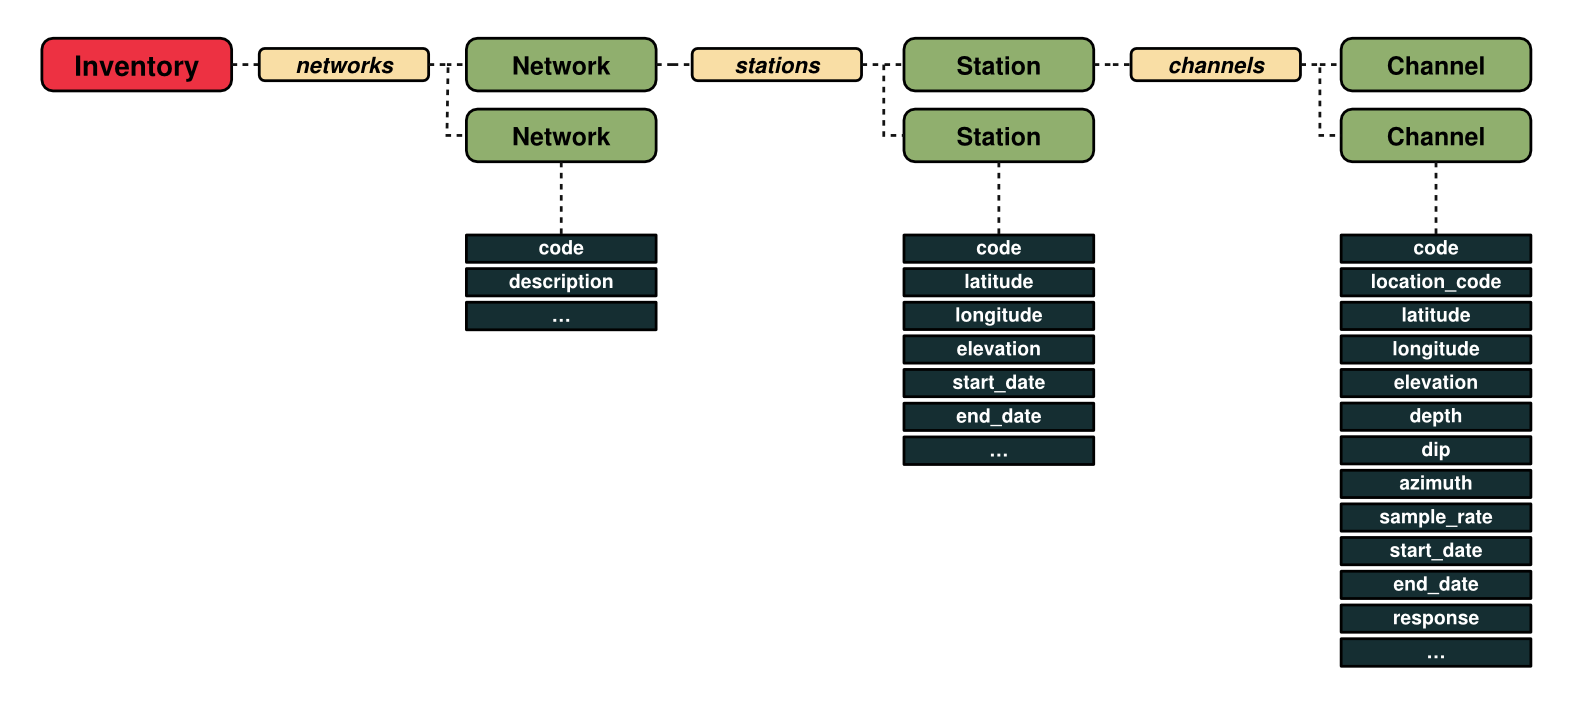 Inventory
networks
Network
stations
Station
channels
Channel
Network
Station
Channel
code
description
...
code
latitude
longitude
elevation
start_date
end_date
...
code
location_code
latitude
longitude
elevation
depth
dip
azimuth
sample_rate
start_date
end_date
response
...